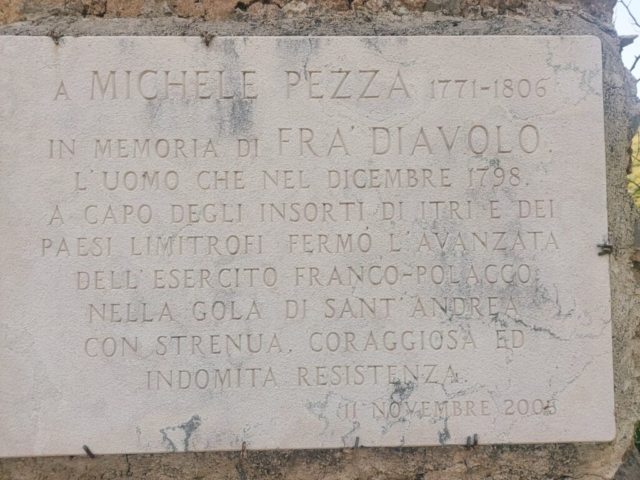 A MICHELE PEZZA 1771-1806
IN MEMORIA DI FRA' DIAVOLO.
L'UOMO CHE NEL DICEMBRE 1798.
A CAPO DEGLI INSORTI DI ITRI E DEI
PAESI LIMITROFI FERMÓ L'AVANZATA
DELL'ESERCITO FRANCO-POLACCO
NELLA GOLA DI SANT'ANDREA
CON STRENUA, CORAGGIOSA ED
INDOMITA RESISTENZA.
11 NOVEMBRE 2005